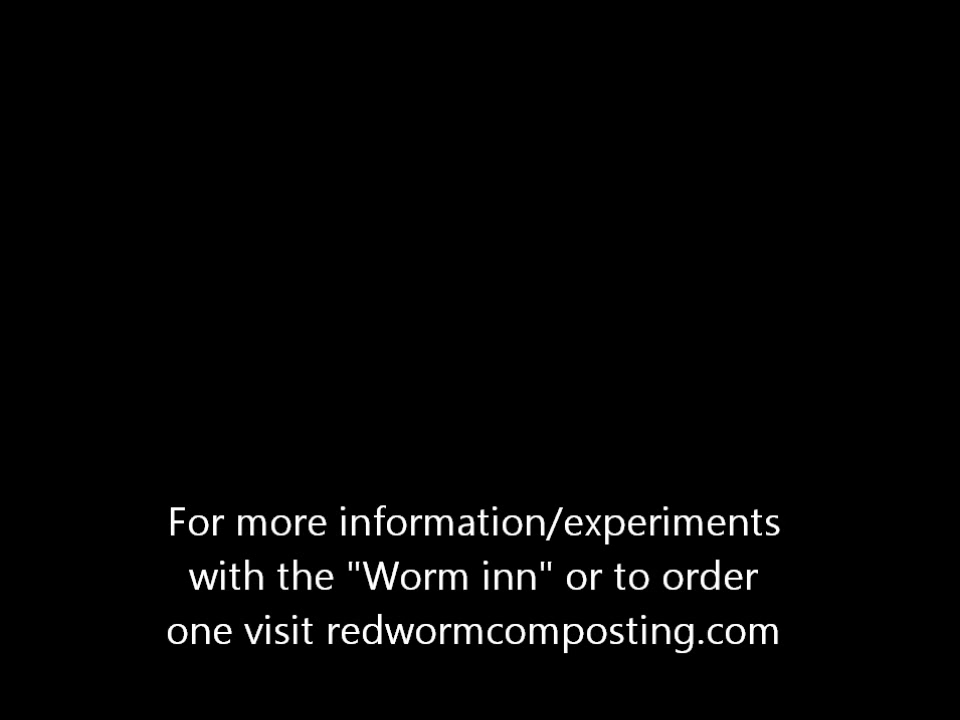 For more information/experiments
with the "Worm inn" or to order
one visit redwormcomposting.com